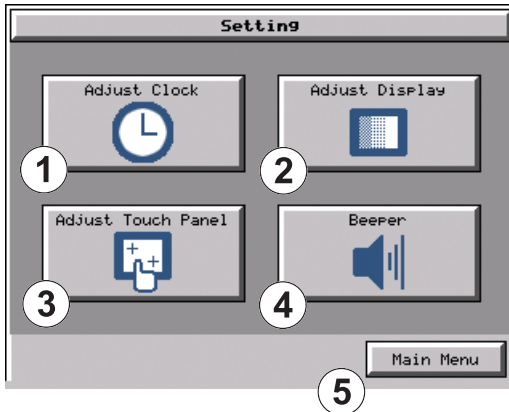 Setting
Adjust Clock
Adjust Display
1
2
Adjust Touch Panel
Beeper
3
4
Main Menu
5